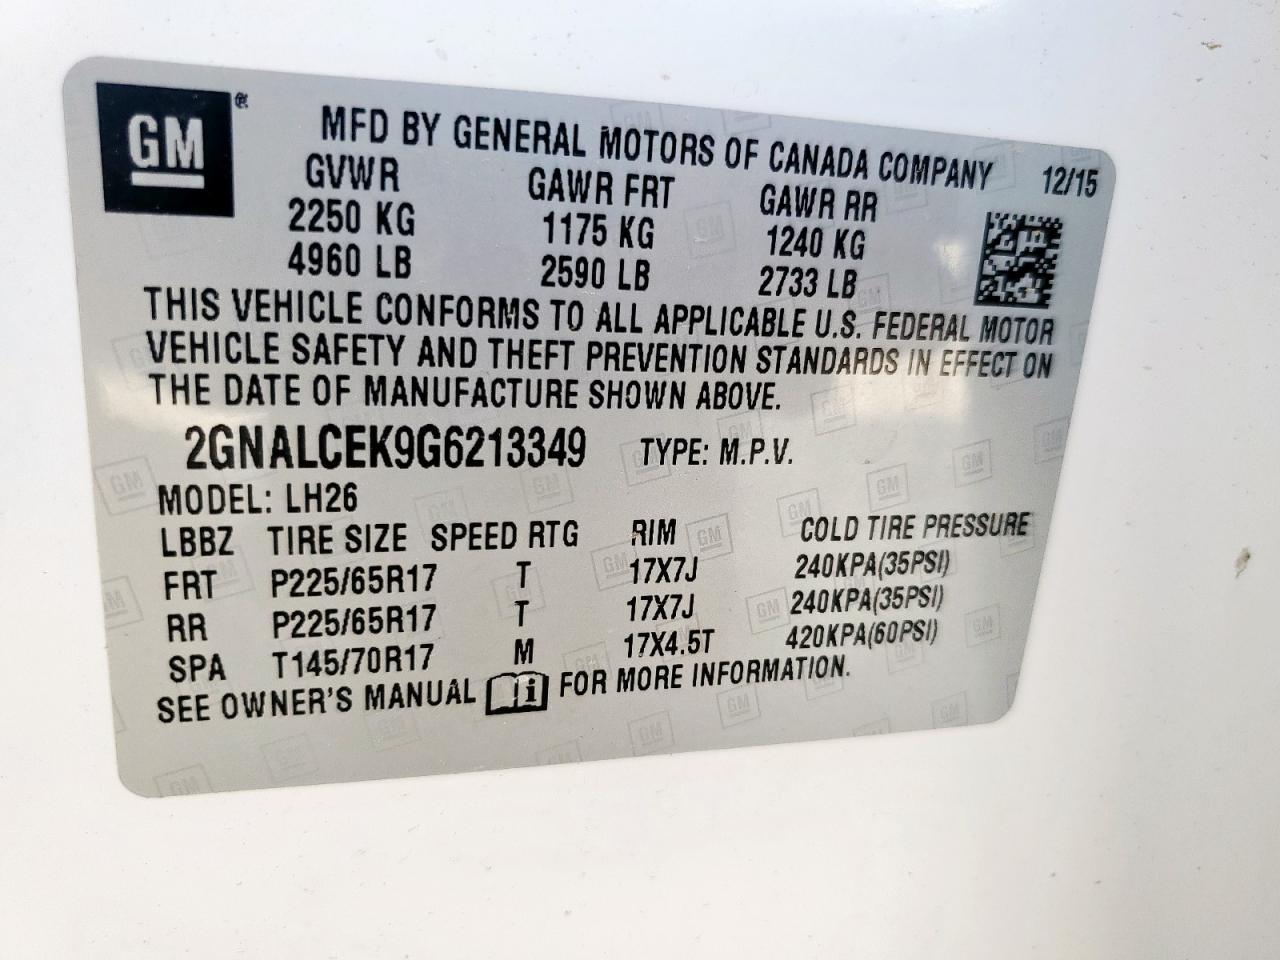 GM®
MFD BY GENERAL MOTORS OF CANADA COMPANY 12/15
GVWR GAWR FRT GAWR RR
2250 KG 1175 KG 1240 KG
4960 LB 2590 LB 2733 LB
THIS VEHICLE CONFORMS TO ALL APPLICABLE U.S. FEDERAL MOTOR
VEHICLE SAFETY AND THEFT PREVENTION STANDARDS IN EFFECT ON
THE DATE OF MANUFACTURE SHOWN ABOVE.
2GNALCEK9G6213349 TYPE: M.P.V.
MODEL: LH26
LBBZ TIRE SIZE SPEED RTG RIM COLD TIRE PRESSURE
FRT P225/65R17 T 17X7J 240KPA(35PSI)
RR P225/65R17 T 17X7J 240KPA(35PSI)
SPA T145/70R17 M 17X4.5T 420KPA(60PSI)
SEE OWNER'S MANUAL i FOR MORE INFORMATION.